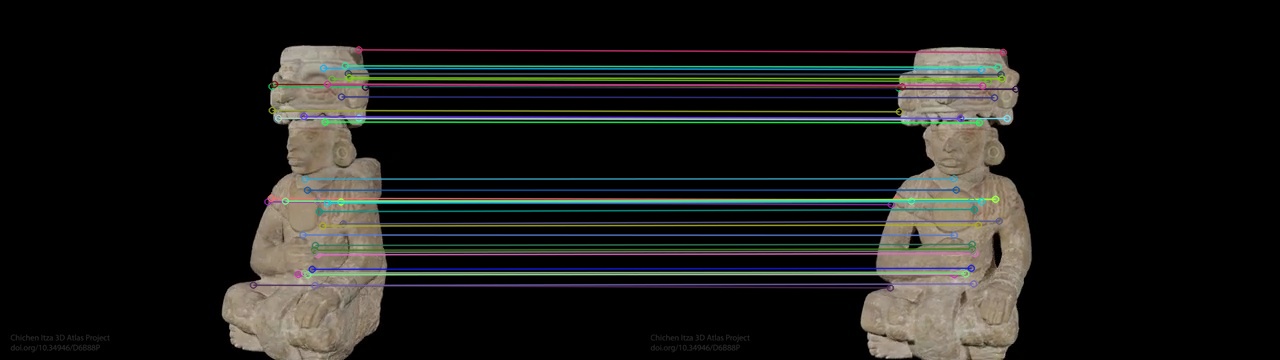 Chichen Itza 3D Atlas Project
doi.org/10.34946/D6B88P
Chichen Itza 3D Atlas Project
doi.org/10.34946/D6B88P